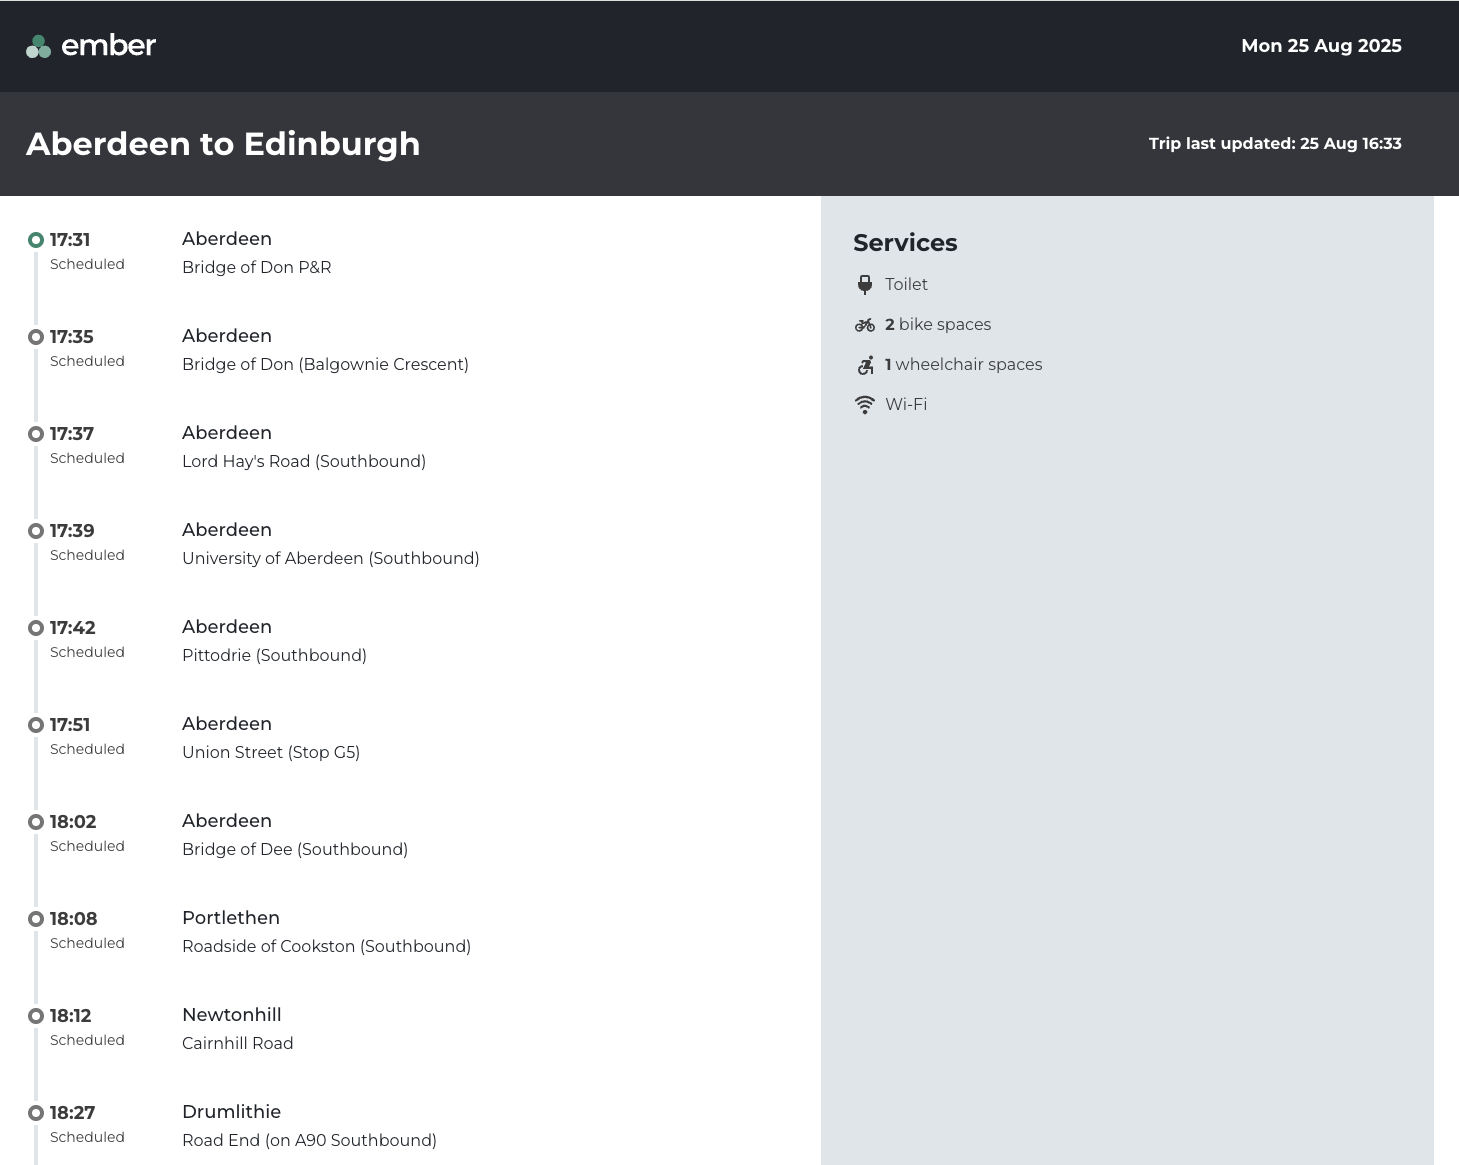 ember
Mon 25 Aug 2025
Aberdeen to Edinburgh
Trip last updated: 25 Aug 16:33
17:31
Scheduled
Aberdeen
Bridge of Don P&R
17:35
Scheduled
Aberdeen
Bridge of Don (Balgownie Crescent)
17:37
Scheduled
Aberdeen
Lord Hay's Road (Southbound)
17:39
Scheduled
Aberdeen
University of Aberdeen (Southbound)
17:42
Scheduled
Aberdeen
Pittodrie (Southbound)
17:51
Scheduled
Aberdeen
Union Street (Stop G5)
18:02
Scheduled
Aberdeen
Bridge of Dee (Southbound)
18:08
Scheduled
Portlethen
Roadside of Cookston (Southbound)
18:12
Scheduled
Newtonhill
Cairnhill Road
18:27
Scheduled
Drumlithie
Road End (on A90 Southbound)
Services
Toilet
2 bike spaces
1 wheelchair spaces
Wi-Fi